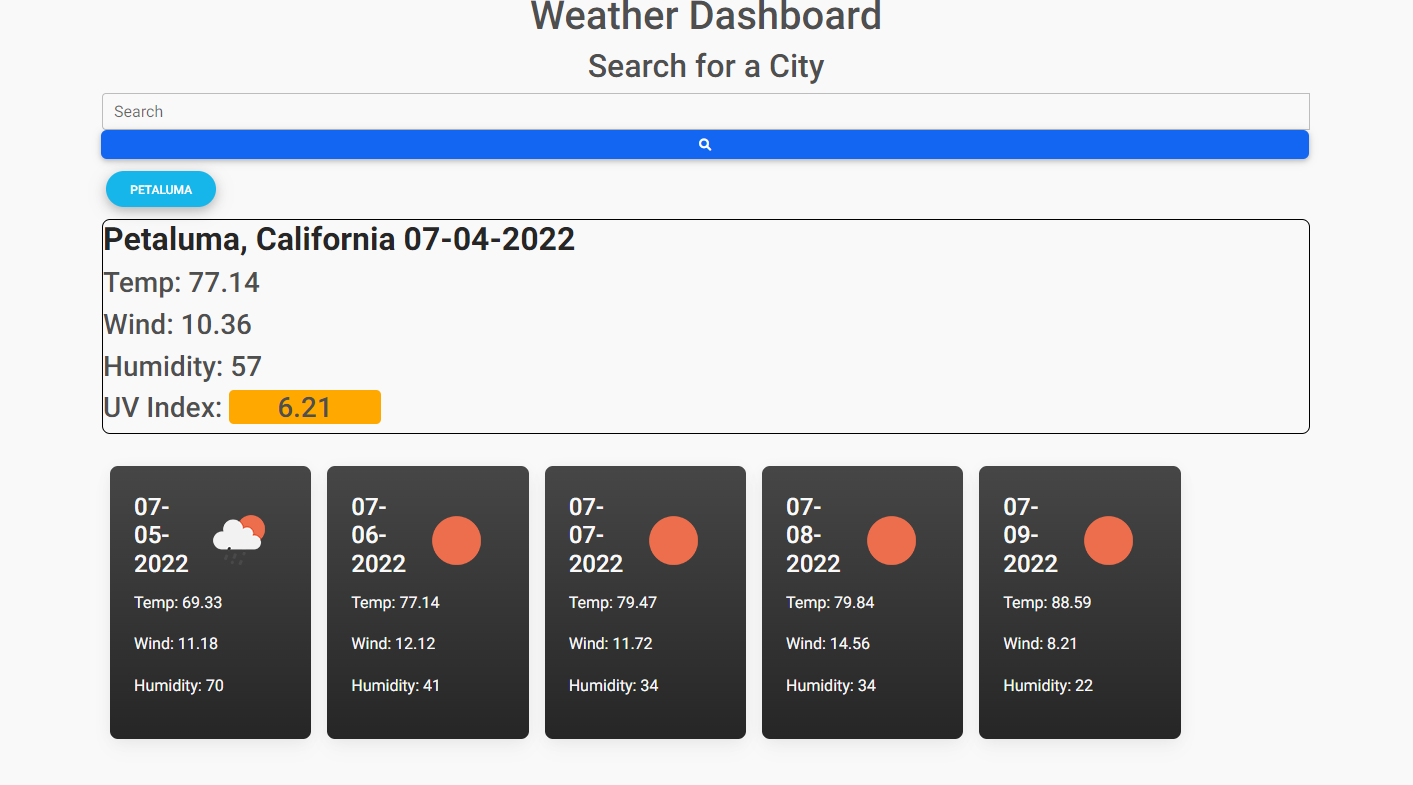 Weather Dashboard
Search for a City
Search
PETALUMA
Petaluma, California 07-04-2022
Temp: 77.14
Wind: 10.36
Humidity: 57
UV Index: 6.21
07-
05-
2022
Temp: 69.33
Wind: 11.18
Humidity: 70
07-
06-
2022
Temp: 77.14
Wind: 12.12
Humidity: 41
07-
07-
2022
Temp: 79.47
Wind: 11.72
Humidity: 34
07-
08-
2022
Temp: 79.84
Wind: 14.56
Humidity: 34
07-
09-
2022
Temp: 88.59
Wind: 8.21
Humidity: 22